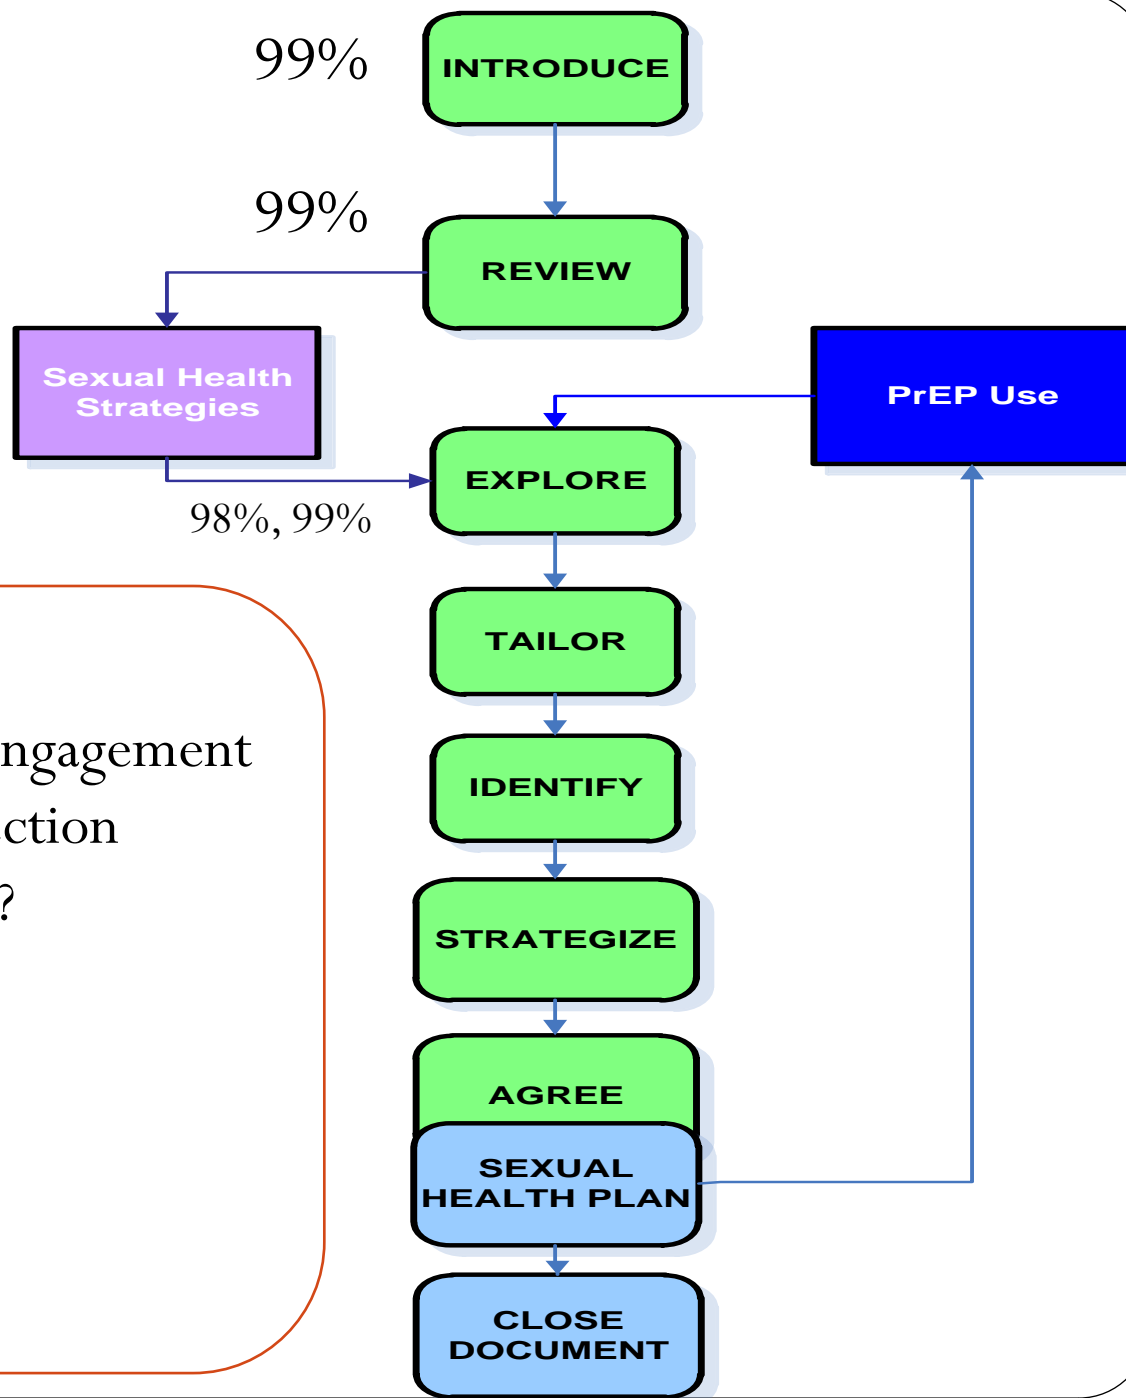 99%
INTRODUCE
99%
REVIEW
Sexual Health
Strategies
PrEP Use
EXPLORE
98%, 99%
TAILOR
ngagement
IDENTIFY
ction
?
STRATEGIZE
AGREE
SEXUAL
HEALTH PLAN
CLOSE
DOCUMENT